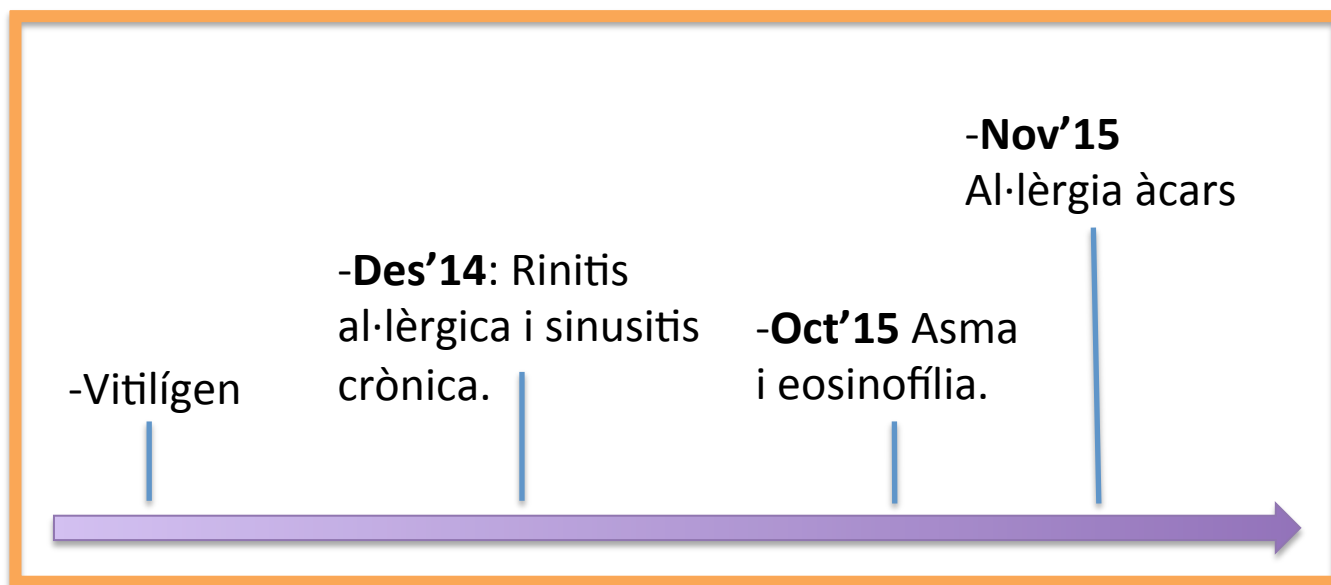 -Vitilígen
-Des’14: Rinitis
al·lèrgica i sinusitis
crònica.
-Oct’15 Asma
i eosinofília.
-Nov’15
Al·lèrgia àcars